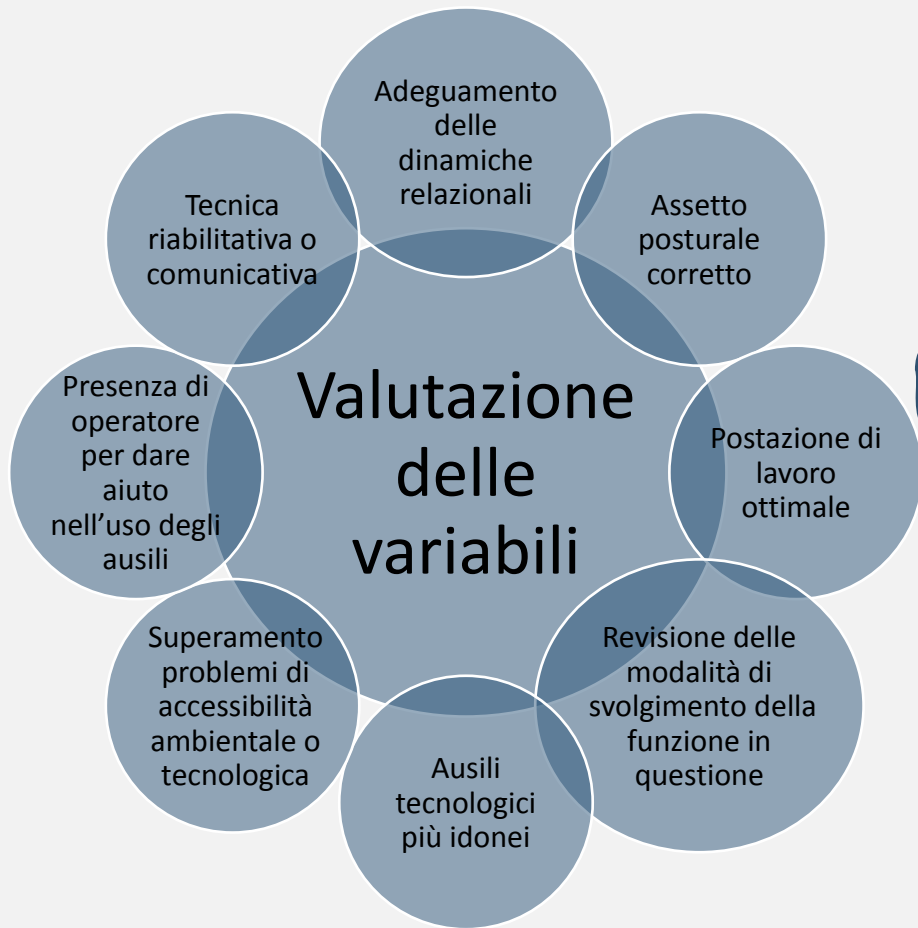 Adeguamento
delle
dinamiche
relazionali
Assetto
posturale
corretto
Postazione di
lavoro
ottimale
Revisione delle
modalità di
svolgimento della
funzione in
questione
Ausili
tecnologici
più idonei
Superamento
problemi di
accessibilità
ambientale o
tecnologica
Presenza di
operatore
per dare
aiuto
nell’uso degli
ausili
Tecnica
riabilitativa o
comunicativa
Valutazione
delle
variabili